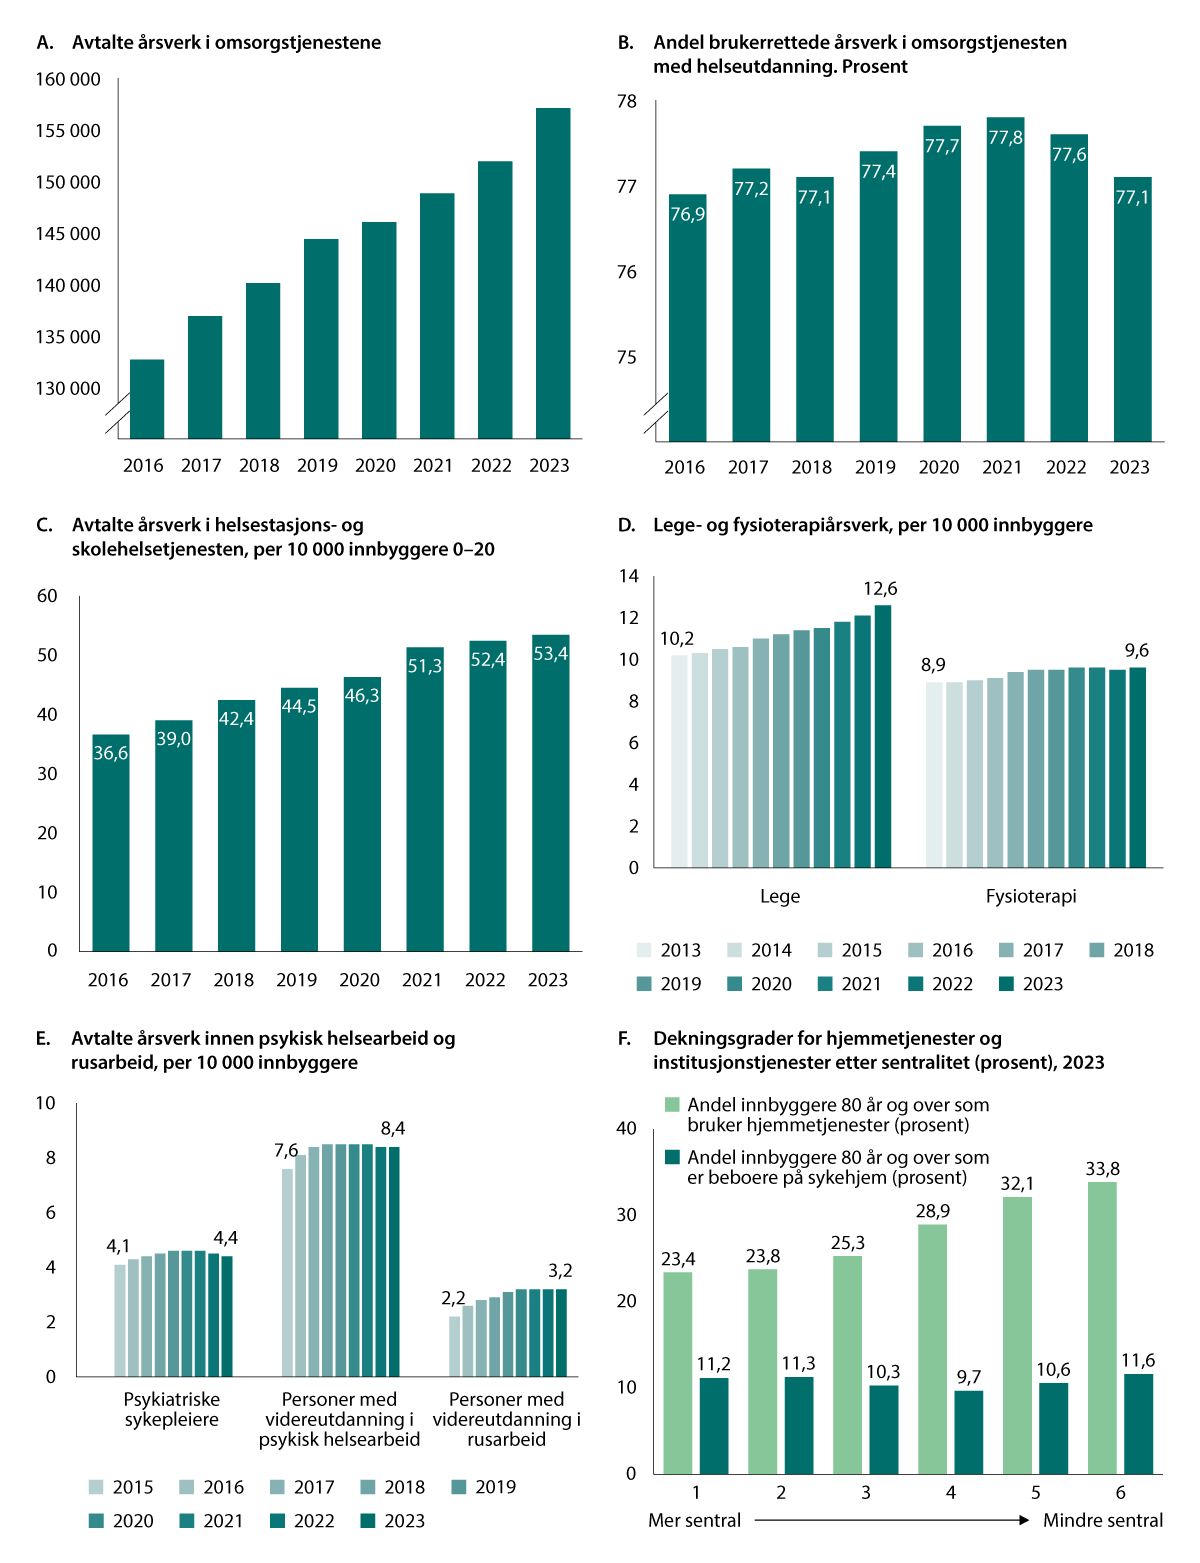 A. Avtalte årsverk i omsorgstjenestene
160 000
155 000
150 000
145 000
140 000
135 000
130 000
2016 2017 2018 2019 2020 2021 2022 2023
B. Andel brukerrettede årsverk i omsorgstjenesten
med helseutdanning. Prosent
78
77
76
75
76,9 77,2 77,1 77,4 77,7 77,8 77,6 77,1
2016 2017 2018 2019 2020 2021 2022 2023
C. Avtalte årsverk i helsestasjons- og
skolehelsetjenesten, per 10 000 innbyggere 0–20
60
50
40
30
20
10
0
36,6 39,0 42,4 44,5 46,3 51,3 52,4 53,4
2016 2017 2018 2019 2020 2021 2022 2023
D. Lege- og fysioterapiårsverk, per 10 000 innbyggere
14
12
10
8
6
4
2
0
10,2 12,6 8,9 9,6
Lege Fysioterapi
2013 2014 2015 2016 2017 2018
2019 2020 2021 2022 2023
E. Avtalte årsverk innen psykisk helsearbeid og
rusarbeid, per 10 000 innbyggere
10
8
6
4
2
0
4,1 4,4 7,6 8,4 2,2 3,2
Psykiatriske
sykepleiere
Personer med
videreutdanning i
psykisk helsearbeid
Personer med
videreutdanning i
rusarbeid
2015 2016 2017 2018 2019
2020 2021 2022 2023
F. Dekningsgrader for hjemmetjenester og
institusjonstjenester etter sentralitet (prosent), 2023
Andel innbyggere 80 år og over som
bruker hjemmetjenester (prosent)
Andel innbyggere 80 år og over som
er beboere på sykehjem (prosent)
40
30
20
10
0
23,4 23,8 25,3 28,9 32,1 33,8
11,2 11,3 10,3 9,7 10,6 11,6
1 2 3 4 5 6
Mer sentral Mindre sentral